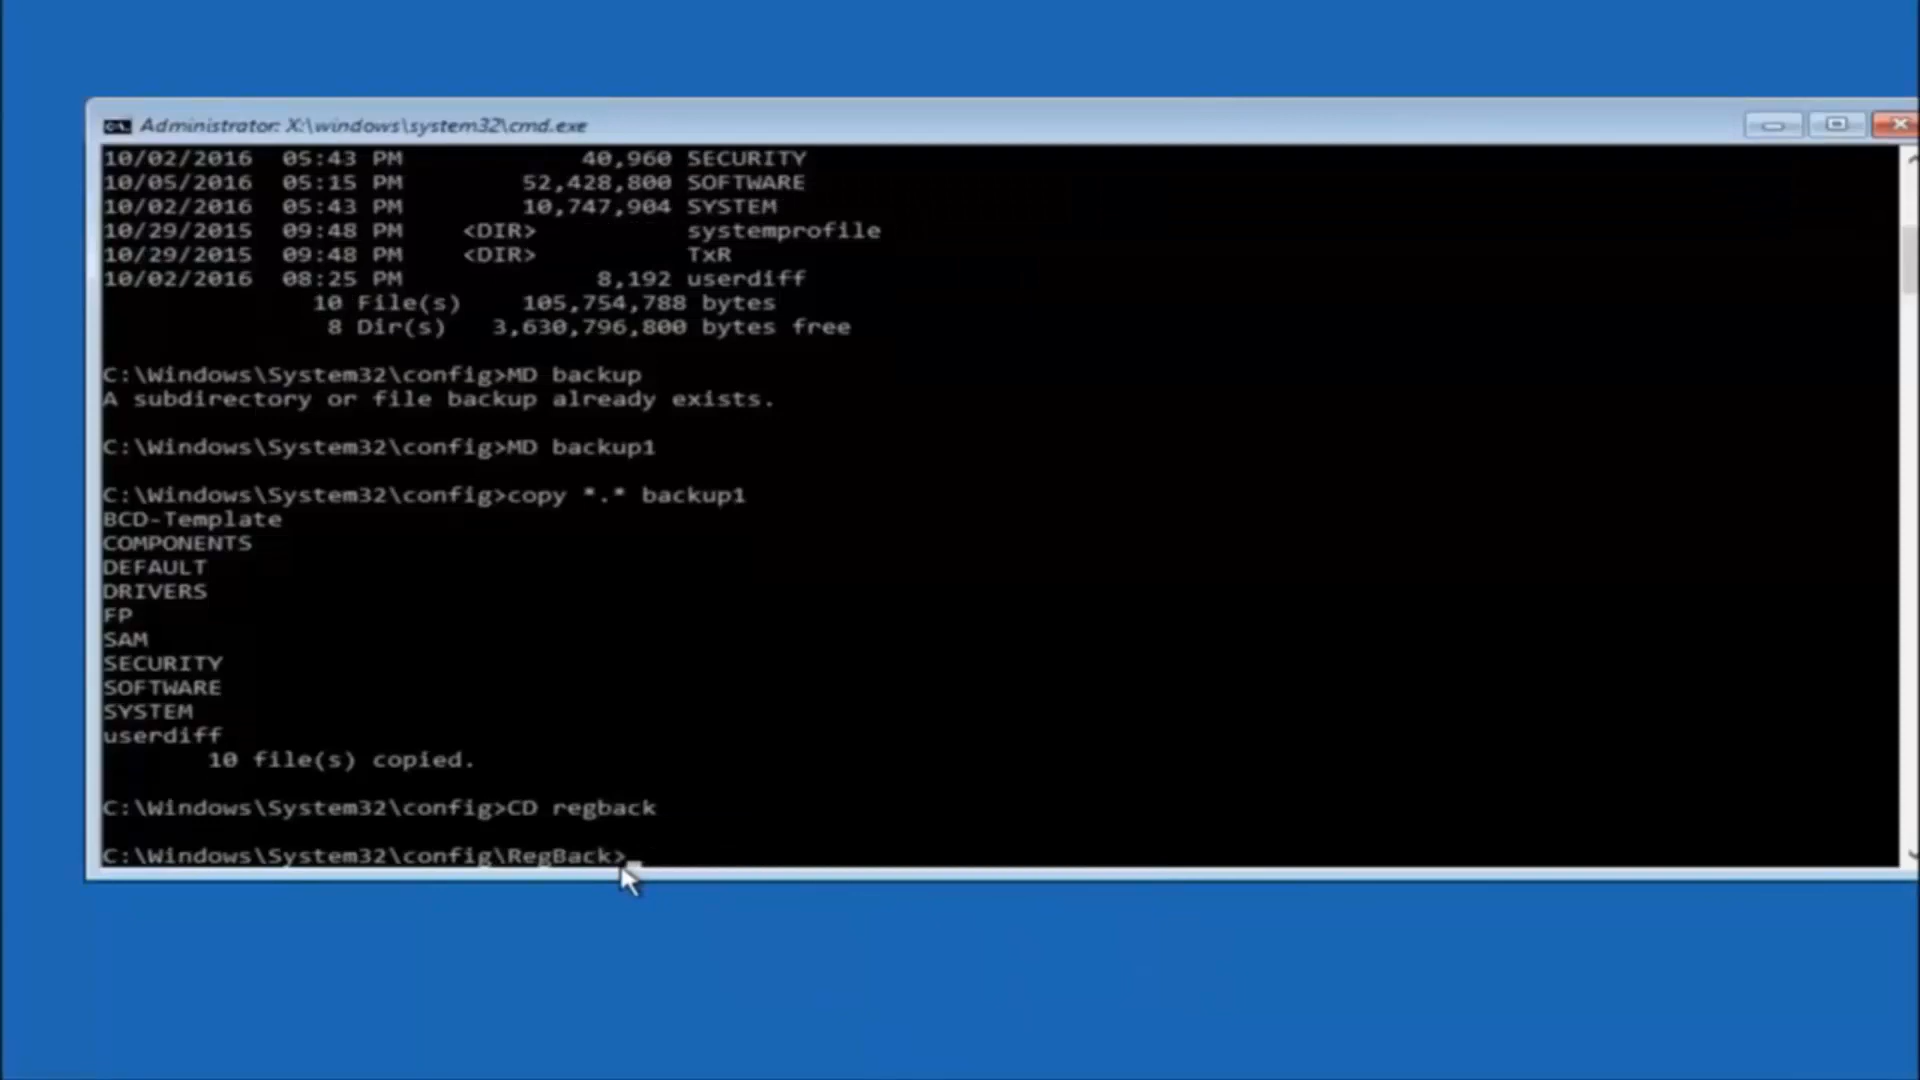 Administrator: X:\windows\system32\cmd.exe
10/02/2016  05:43 PM            40,960 SECURITY
10/05/2016  05:15 PM        52,428,800 SOFTWARE
10/02/2016  05:43 PM        10,747,904 SYSTEM
10/29/2015  09:48 PM    <DIR>          systemprofile
10/29/2015  09:48 PM    <DIR>          TxR
10/02/2016  08:25 PM             8,192 userdiff
              10 File(s)    105,754,788 bytes
               8 Dir(s)   3,630,796,800 bytes free
C:\Windows\System32\config>MD backup
A subdirectory or file backup already exists.
C:\Windows\System32\config>MD backup1
C:\Windows\System32\config>copy *.* backup1
BCD-Template
COMPONENTS
DEFAULT
DRIVERS
FP
SAM
SECURITY
SOFTWARE
SYSTEM
userdiff
       10 file(s) copied.
C:\Windows\System32\config>CD regback
C:\Windows\System32\config\RegBack>